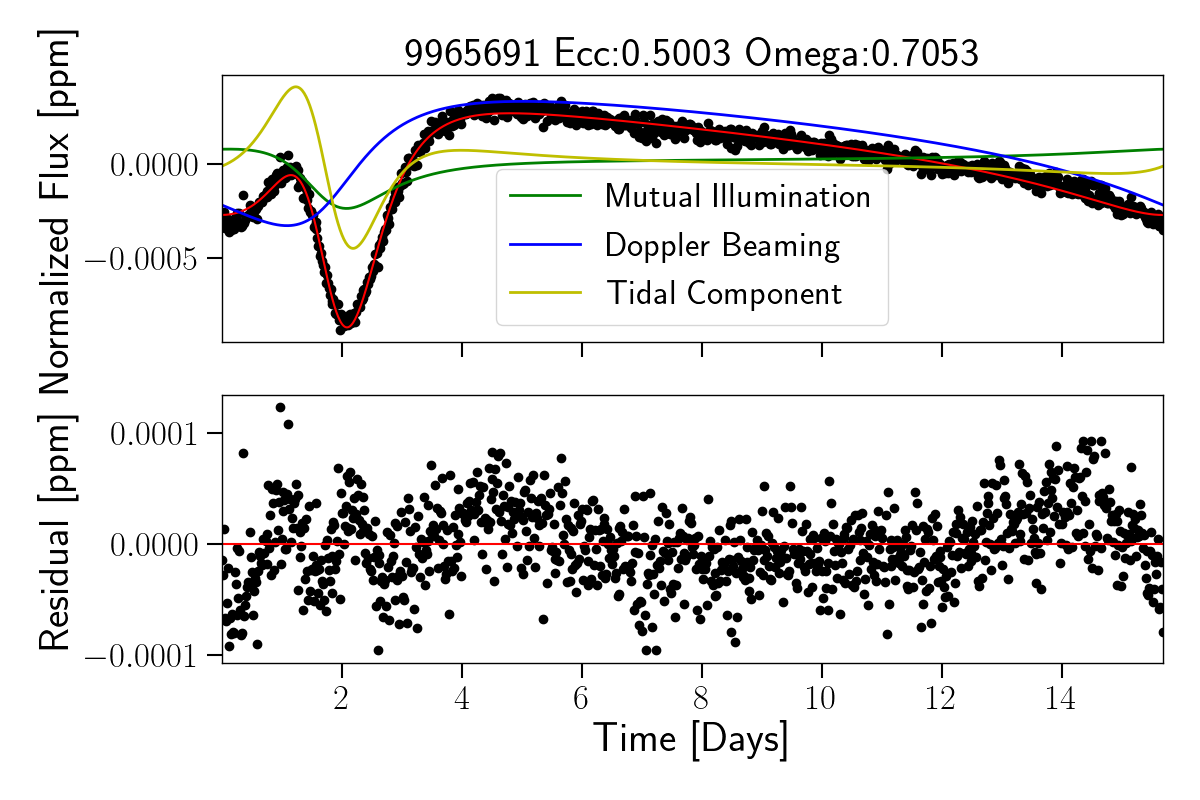 9965691 Ecc:0.5003 Omega:0.7053
Normalized Flux [ppm]
0.0000
−0.0005
Mutual Illumination
Doppler Beaming
Tidal Component
Residual [ppm]
0.0001
0.0000
−0.0001
2 4 6 8 10 12 14
Time [Days]